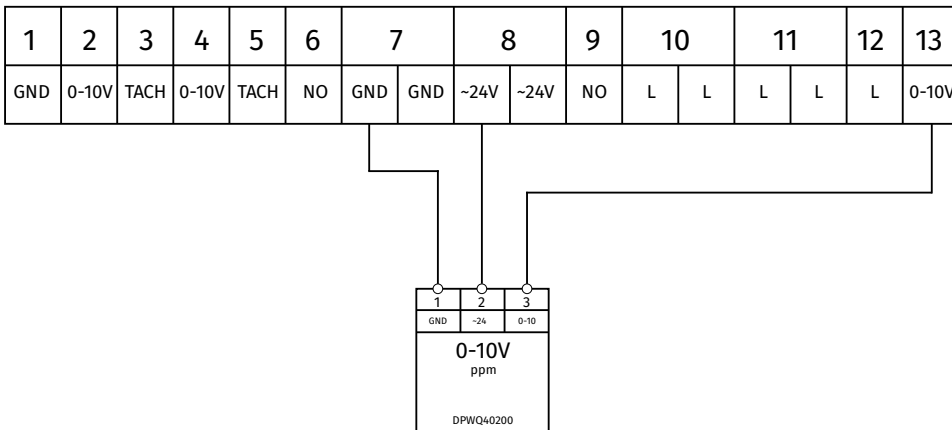 1 2 3 4 5 6 7 8 9 10 11 12 13
GND 0-10V TACH 0-10V TACH NO GND GND ~24V ~24V NO L L L L L 0-10V
1 2 3
GND ~24 0-10
0-10V
ppm
DPWQ40200